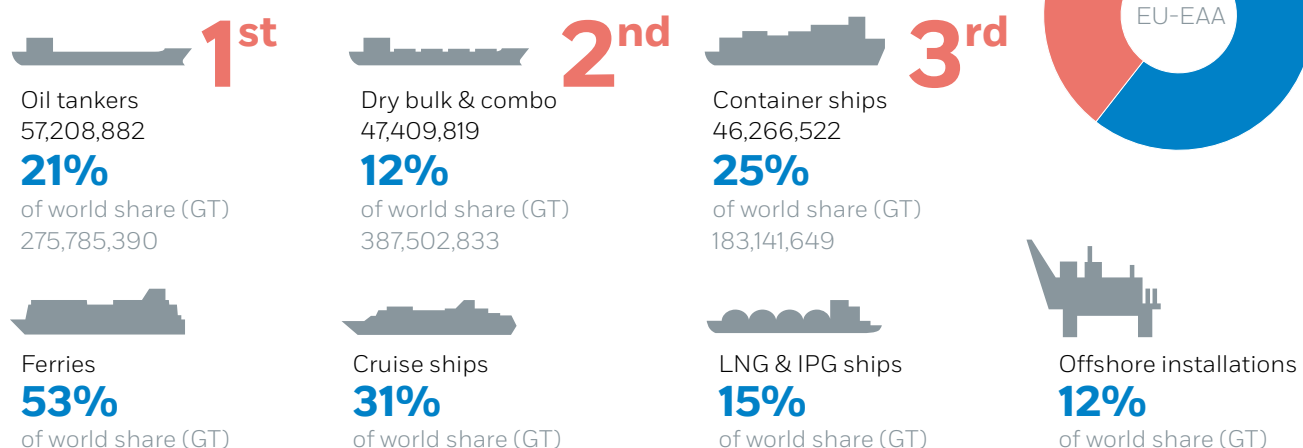 1st
2nd
3rd
EU-EAA
Oil tankers
57,208,882
21%
of world share (GT)
275,785,390
Dry bulk & combo
47,409,819
12%
of world share (GT)
387,502,833
Container ships
46,266,522
25%
of world share (GT)
183,141,649
Ferries
53%
of world share (GT)
Cruise ships
31%
of world share (GT)
LNG & IPG ships
15%
of world share (GT)
Offshore installations
12%
of world share (GT)